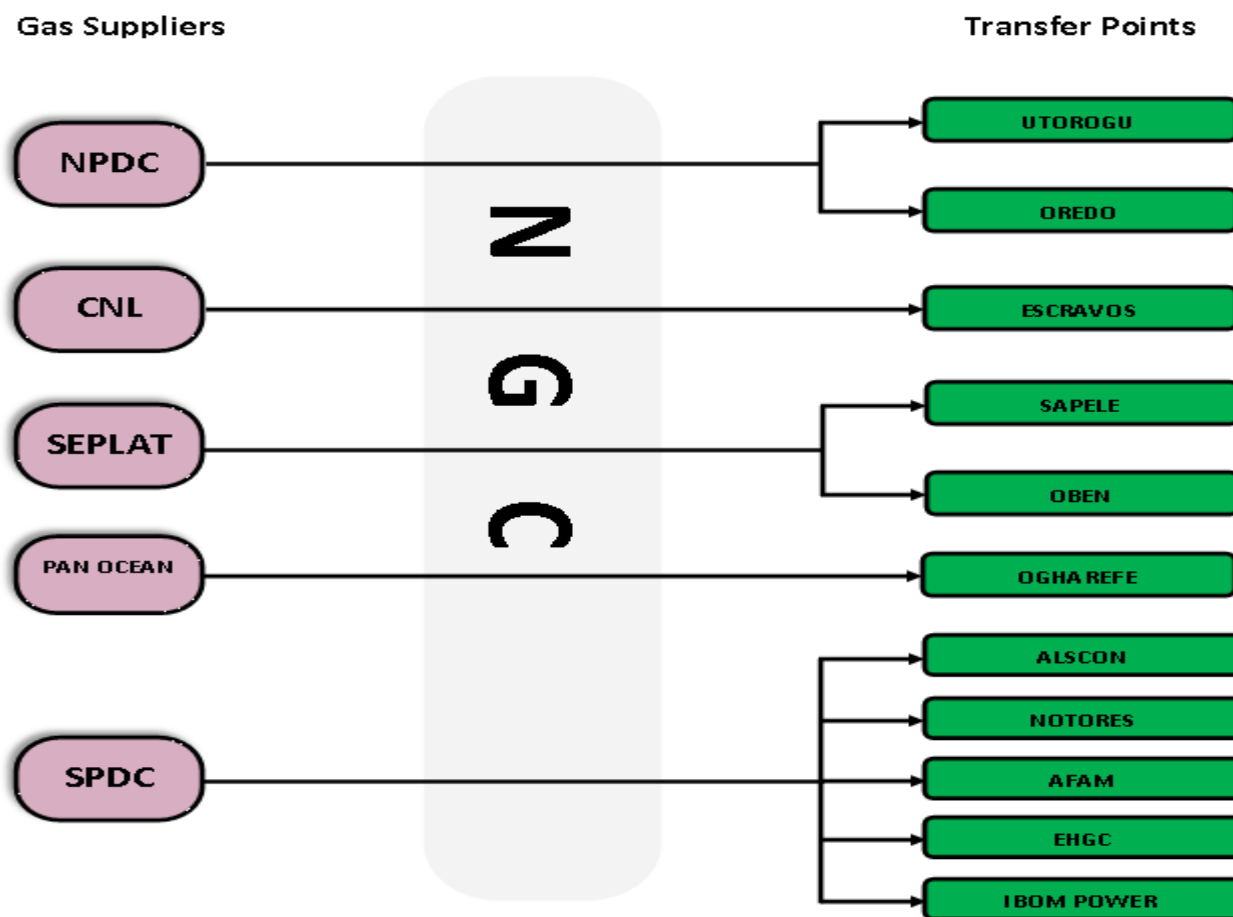 Gas Suppliers
Transfer Points
NPDC
UTOROGU
OREDO
N
CNL
ESCRAVOS
G
SEPLAT
SAPELE
OBEN
C
PAN OCEAN
OGHAREFE
SPDC
ALSCON
NOTORES
AFAM
EHGC
IBOM POWER